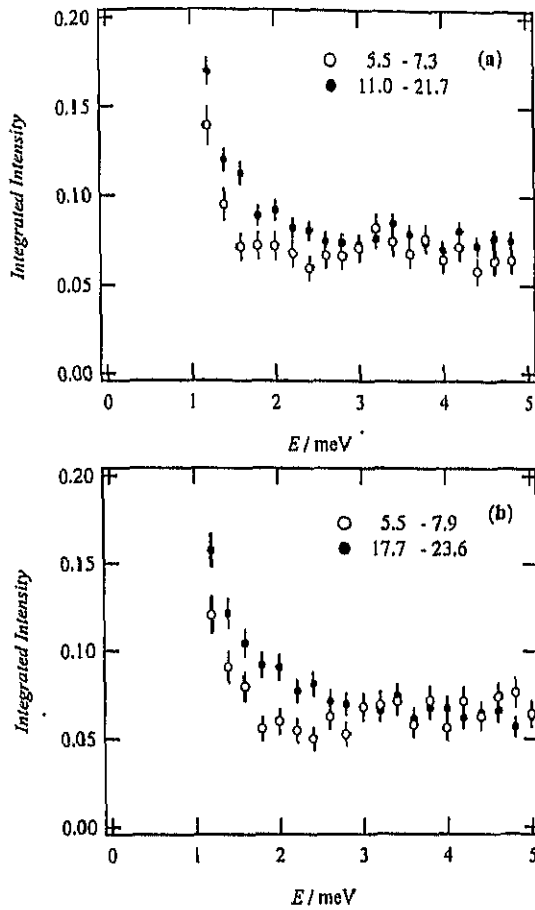 0.20
0.15
0.10
0.05
0.00
Integrated Intensity
5.5 - 7.3
11.0 - 21.7
(a)
0 1 2 3 4 5
E / meV
0.20
0.15
0.10
0.05
0.00
Integrated Intensity
5.5 - 7.9
17.7 - 23.6
(b)
0 1 2 3 4 5
E / meV